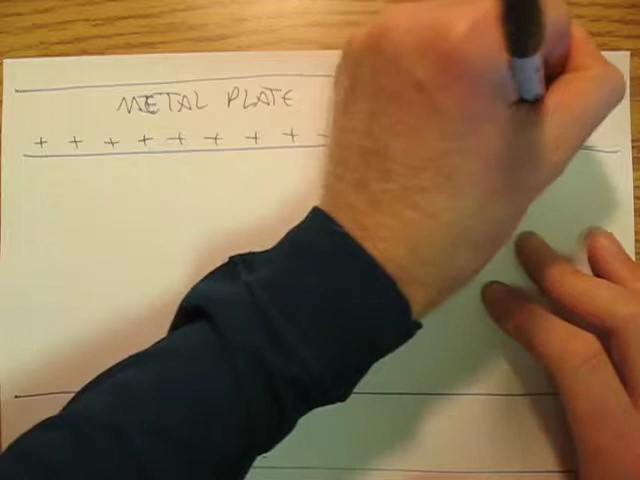 METAL PLATE
+ + + + + + + +